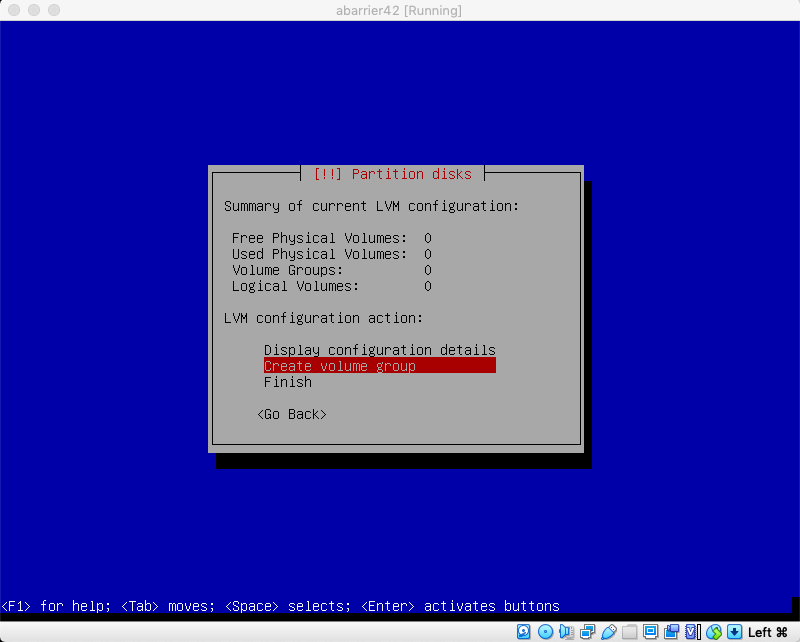 abarrier42 [Running]
[!!] Partition disks
Summary of current LVM configuration:
Free Physical Volumes: 0
Used Physical Volumes: 0
Volume Groups: 0
Logical Volumes: 0
LVM configuration action:
Display configuration details
Create volume group
Finish
<Go Back>
<F1> for help; <Tab> moves; <Space> selects; <Enter> activates buttons
Left ⌘